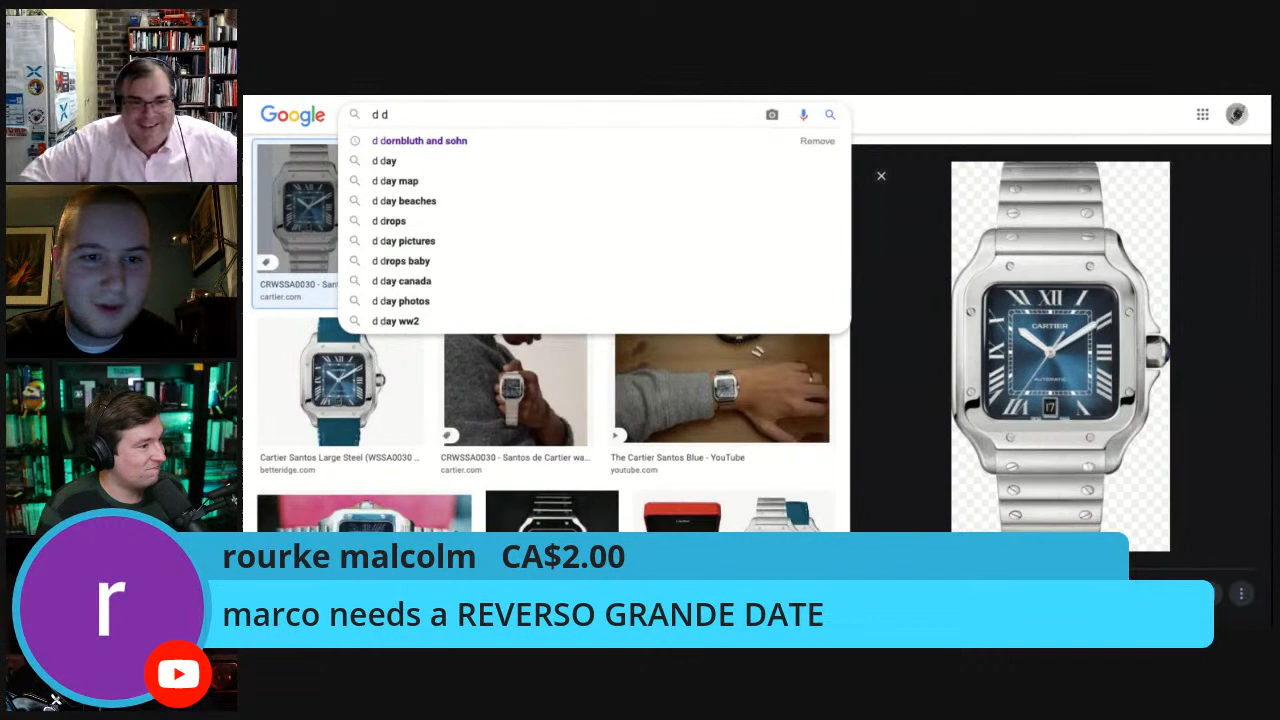 Google
d d
d dornbluth and sohn
Remove
d day
d day map
d day beaches
d drops
d day pictures
d drops baby
d day canada
d day photos
d day ww2
CRWSSA0030 - San
cartier.com
Cartier Santos Large Steel (WSSA0030 ...
betteridge.com
CRWSSA0030 - Santos de Cartier wa...
cartier.com
The Cartier Santos Blue - YouTube
youtube.com
XII
CARTIER
AUTOMATIC
17
r
rourke malcolm CA$2.00
marco needs a REVERSO GRANDE DATE